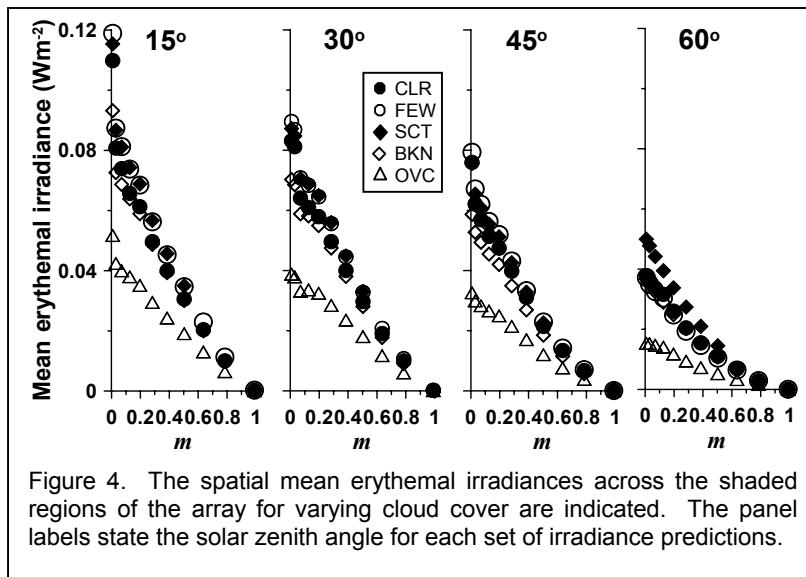 15º 30º 45º 60º
Mean erythemal irradiance (Wm-2)
0.12
0.08
0.04
0
CLR
FEW
SCT
BKN
OVC
0 0.20.40.60.8 1 0 0.20.40.60.8 1 0 0.20.40.60.8 1 0 0.20.40.60.8 1
m m m m
Figure 4. The spatial mean erythemal irradiances across the shaded
regions of the array for varying cloud cover are indicated. The panel
labels state the solar zenith angle for each set of irradiance predictions.